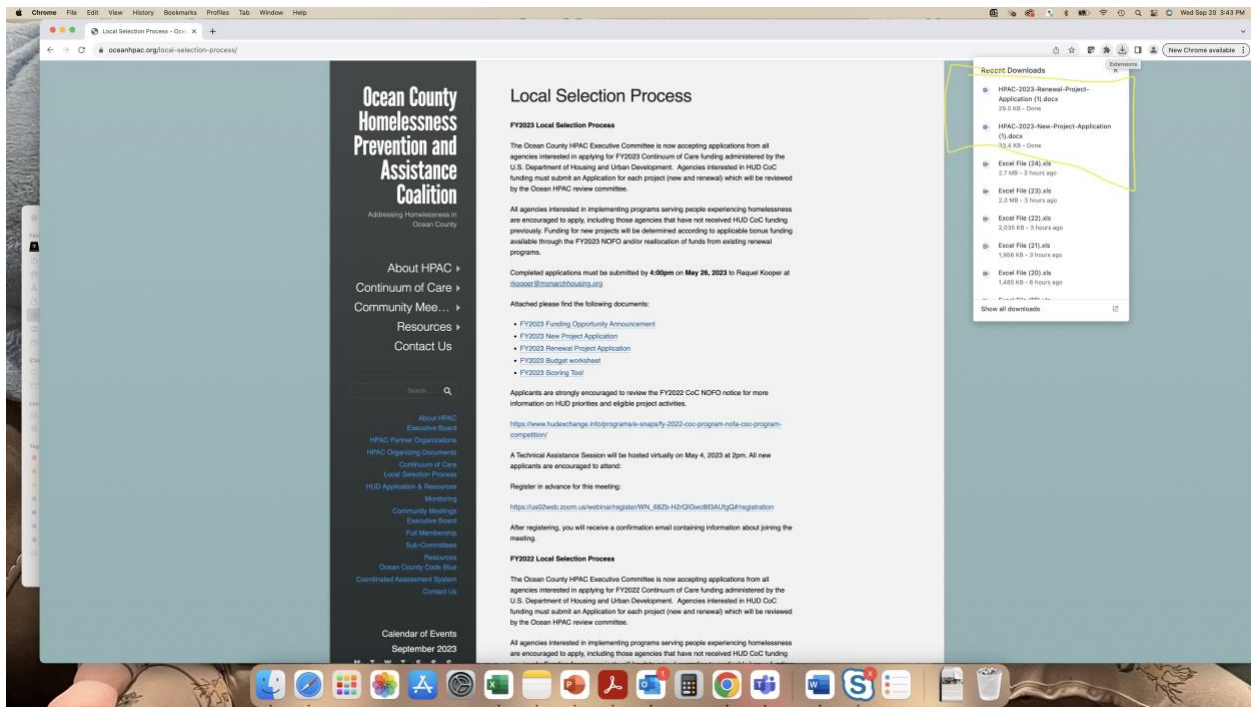 Chrome File Edit View History Bookmarks Profiles Tab Window Help
Wed Sep 20 3:43 PM
Local Selection Process - Oce
oceanhpac.org/local-selection-process/
New Chrome available
Extensions
Recent Downloads
HPAC-2023-Renewal-Project-
Application (1).docx
29.0 KB • Done
HPAC-2023-New-Project-Application
(1).docx
33.4 KB • Done
Excel File (24).xls
2.7 MB • 3 hours ago
Excel File (23).xls
2.3 MB • 3 hours ago
Excel File (22).xls
2,035 KB • 3 hours ago
Excel File (21).xls
1,956 KB • 3 hours ago
Excel File (20).xls
1,485 KB • 6 hours ago
Show all downloads
Ocean County
Homelessness
Prevention and
Assistance
Coalition
Addressing Homelessness in
Ocean County
About HPAC
Continuum of Care
Community Mee...
Resources
Contact Us
Search ...
About HPAC
Executive Board
HPAC Partner Organizations
HPAC Organizing Documents
Continuum of Care
Local Selection Process
HUD Application & Resources
Monitoring
Community Meetings
Executive Board
Full Membership
Sub-Committees
Resources
Ocean County Code Blue
Coordinated Assessment System
Contact Us
Calendar of Events
September 2023
M T W T F S S
Local Selection Process
FY2023 Local Selection Process
The Ocean County HPAC Executive Committee is now accepting applications from all
agencies interested in applying for FY2023 Continuum of Care funding administered by the
U.S. Department of Housing and Urban Development. Agencies interested in HUD CoC
funding must submit an Application for each project (new and renewal) which will be reviewed
by the Ocean HPAC review committee.
All agencies interested in implementing programs serving people experiencing homelessness
are encouraged to apply, including those agencies that have not received HUD CoC funding
previously. Funding for new projects will be determined according to applicable bonus funding
available through the FY2023 NOFO and/or reallocation of funds from existing renewal
programs.
Completed applications must be submitted by 4:00pm on May 26, 2023 to Raquel Kooper at
rkooper@monarchhousing.org
Attached please find the following documents:
• FY2023 Funding Opportunity Announcement
• FY2023 New Project Application
• FY2023 Renewal Project Application
• FY2023 Budget worksheet
• FY2023 Scoring Tool
Applicants are strongly encouraged to review the FY2022 CoC NOFO notice for more
information on HUD priorities and eligible project activities.
https://www.hudexchange.info/programs/e-snaps/fy-2022-coc-program-nofa-coc-program-
competition/
A Technical Assistance Session will be hosted virtually on May 4, 2023 at 2pm. All new
applicants are encouraged to attend:
Register in advance for this meeting:
After registering, you will receive a confirmation email containing information about joining the
meeting.
FY2022 Local Selection Process
The Ocean County HPAC Executive Committee is now accepting applications from all
agencies interested in applying for FY2022 Continuum of Care funding administered by the
U.S. Department of Housing and Urban Development. Agencies interested in HUD CoC
funding must submit an Application for each project (new and renewal) which will be reviewed
by the Ocean HPAC review committee.
All agencies interested in implementing programs serving people experiencing homelessness
are encouraged to apply, including those agencies that have not received HUD CoC funding